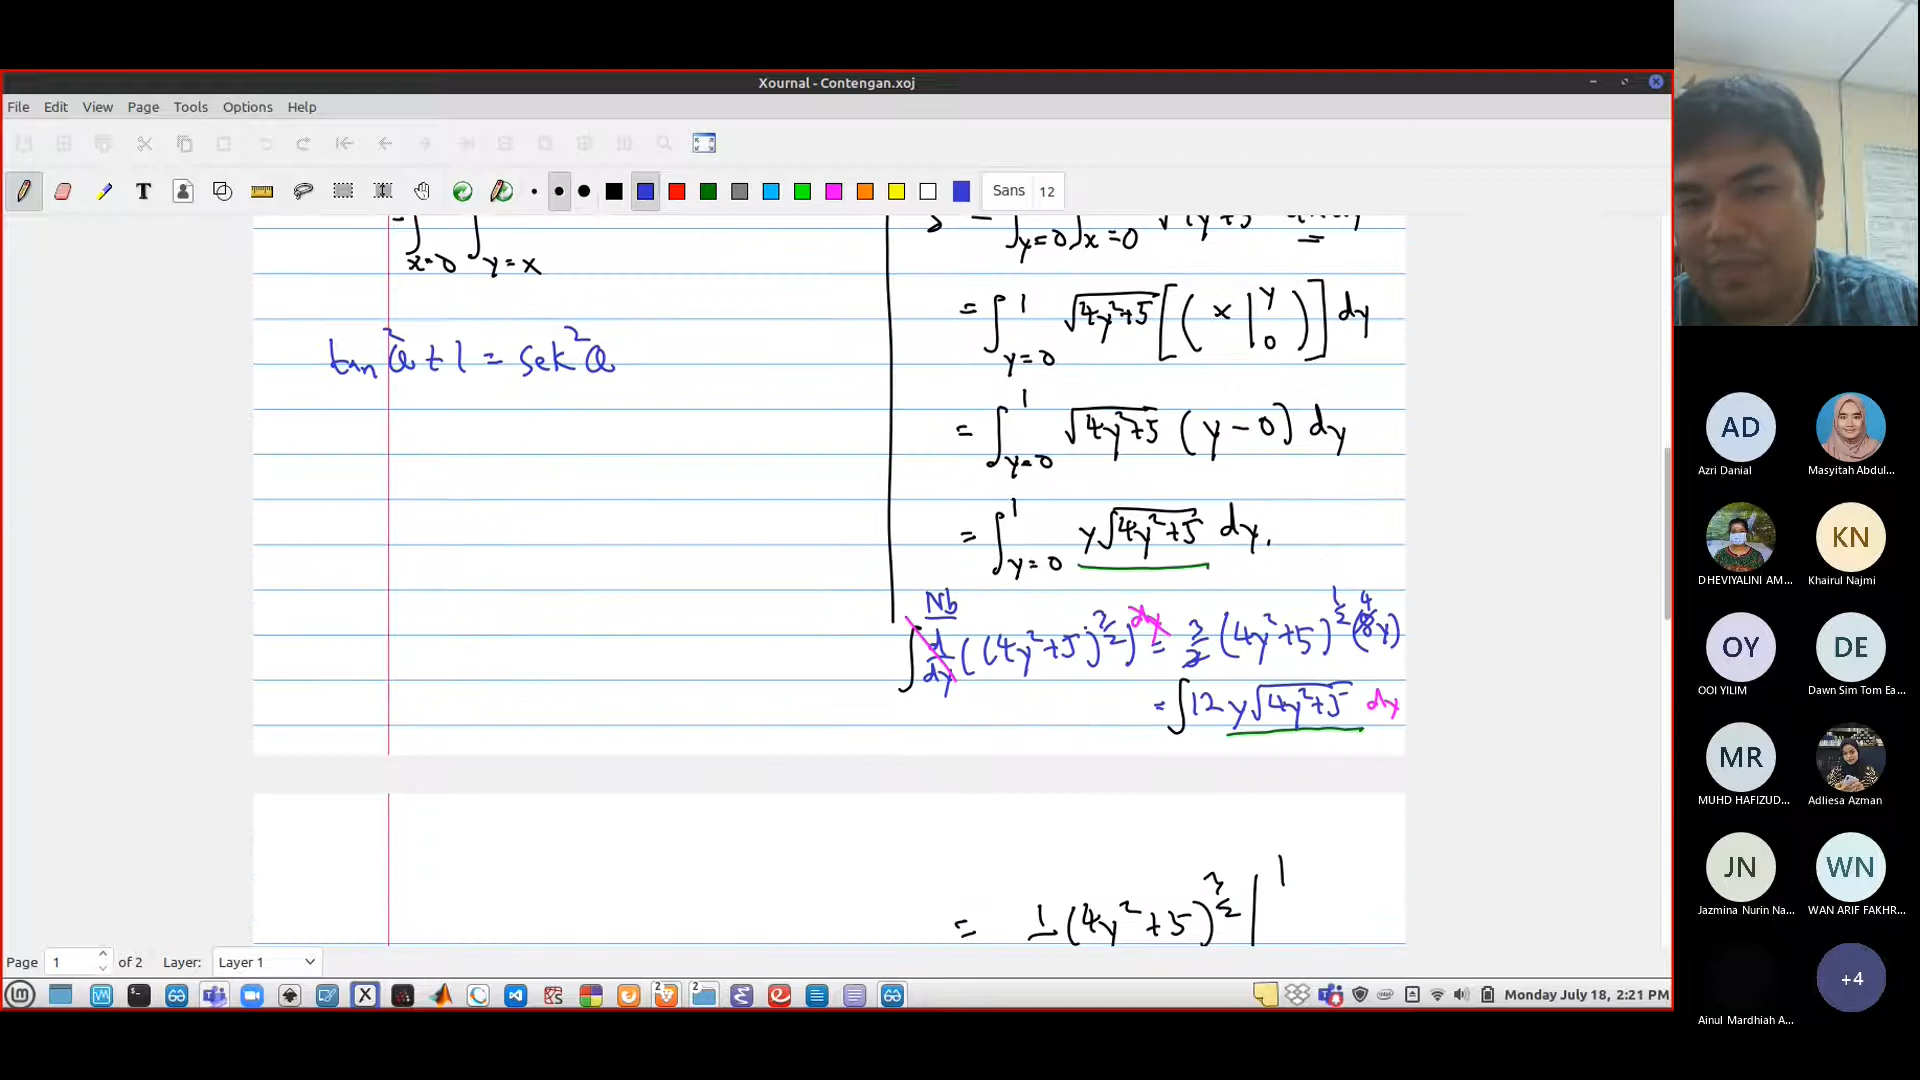 Xournal - Contengan.xoj
File Edit View Page Tools Options Help
T Sans 12
x=0 y=x
y=0 x=0
tan²Q + 1 = sek²Q
= ∫ 1 y=0 √4y²+5 [( x | y 0 )] dy
= ∫ 1 y=0 √4y²+5 (y - 0) dy
= ∫ 1 y=0 y√4y²+5 dy.
Nb
∫ d/dy ((4y²+5)^3/2) dy = 3/2 (4y²+5)^1/2 (8y) 4
= ∫ 12 y√4y²+5 dy
= 1 (4y²+5)^3/2 | 1
Page 1 of 2 Layer: Layer 1
Monday July 18, 2:21 PM
AD
Azri Danial
Masyitah Abdul...
DHEVIYALINI AM...
KN
Khairul Najmi
OY
OOI YILIM
DE
Dawn Sim Tom Ea...
MR
MUHD HAFIZUD...
Adliesa Azman
JN
Jazmina Nurin Na...
WN
WAN ARIF FAKHR...
+4
Ainul Mardhiah A...